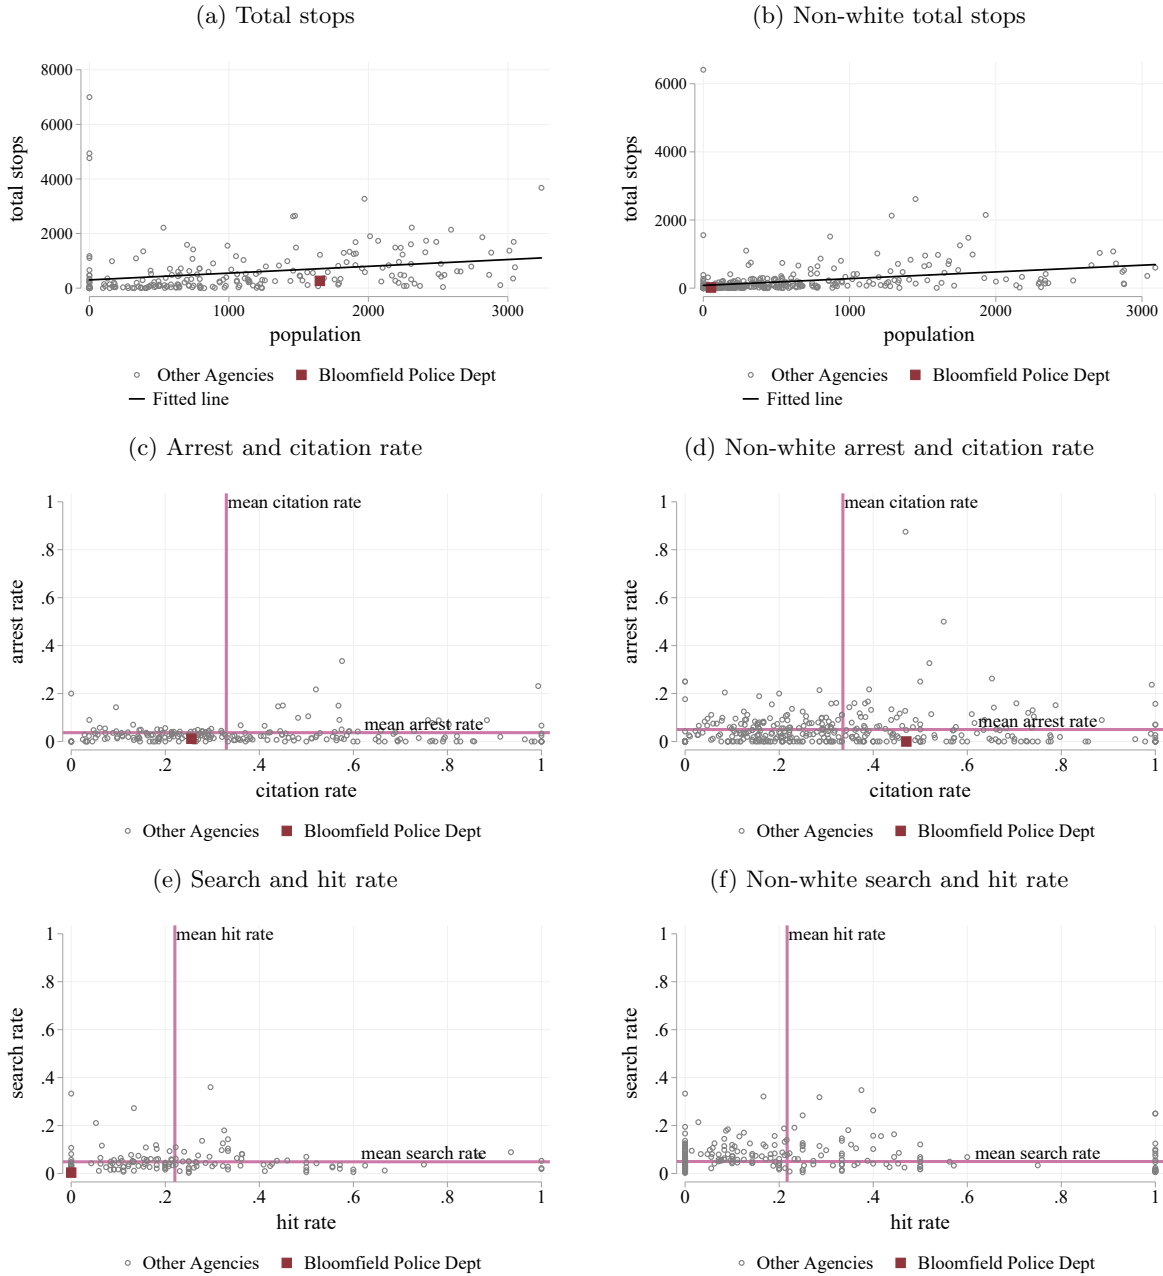 (a) Total stops
(b) Non-white total stops
8000
6000
4000
2000
0
total stops
0
1000
2000
3000
population
Other Agencies
Bloomfield Police Dept
Fitted line
6000
4000
2000
0
total stops
0
1000
2000
3000
population
Other Agencies
Bloomfield Police Dept
Fitted line
(c) Arrest and citation rate
(d) Non-white arrest and citation rate
1
.8
.6
.4
.2
0
arrest rate
mean citation rate
mean arrest rate
0
.2
.4
.6
.8
1
citation rate
Other Agencies
Bloomfield Police Dept
1
.8
.6
.4
.2
0
arrest rate
mean citation rate
mean arrest rate
0
.2
.4
.6
.8
1
citation rate
Other Agencies
Bloomfield Police Dept
(e) Search and hit rate
(f) Non-white search and hit rate
1
.8
.6
.4
.2
0
search rate
mean hit rate
mean search rate
0
.2
.4
.6
.8
1
hit rate
Other Agencies
Bloomfield Police Dept
1
.8
.6
.4
.2
0
search rate
mean hit rate
mean search rate
0
.2
.4
.6
.8
1
hit rate
Other Agencies
Bloomfield Police Dept